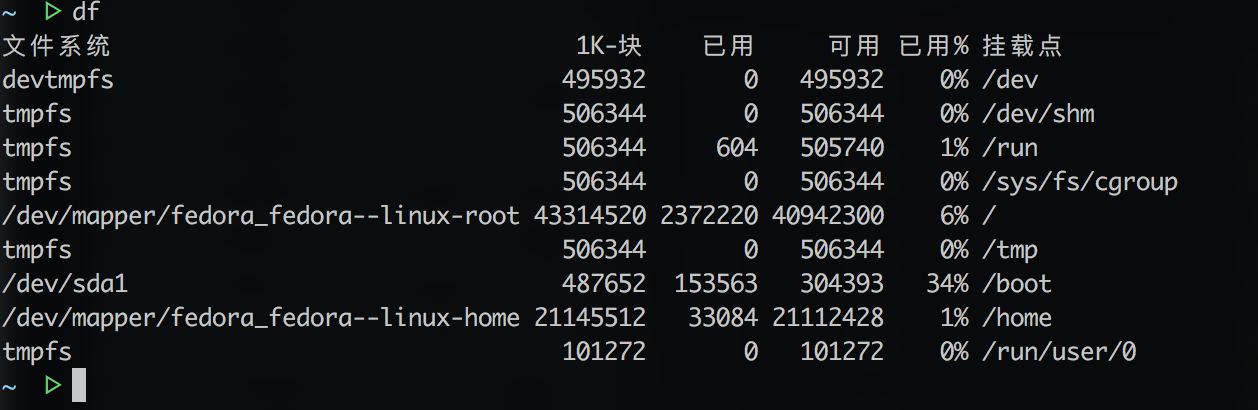 ~ ▷ df
文件系统 1K-块 已用 可用 已用% 挂载点
devtmpfs 495932 0 495932 0% /dev
tmpfs 506344 0 506344 0% /dev/shm
tmpfs 506344 604 505740 1% /run
tmpfs 506344 0 506344 0% /sys/fs/cgroup
/dev/mapper/fedora_fedora--linux-root 43314520 2372220 40942300 6% /
tmpfs 506344 0 506344 0% /tmp
/dev/sda1 487652 153563 304393 34% /boot
/dev/mapper/fedora_fedora--linux-home 21145512 33084 21112428 1% /home
tmpfs 101272 0 101272 0% /run/user/0
~ ▷